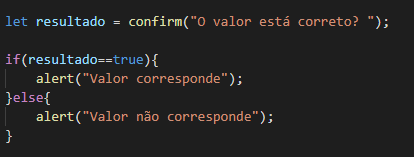 let resultado = confirm("O valor está correto? ");
if(resultado==true){
alert("Valor corresponde");
}else{
alert("Valor não corresponde");
}